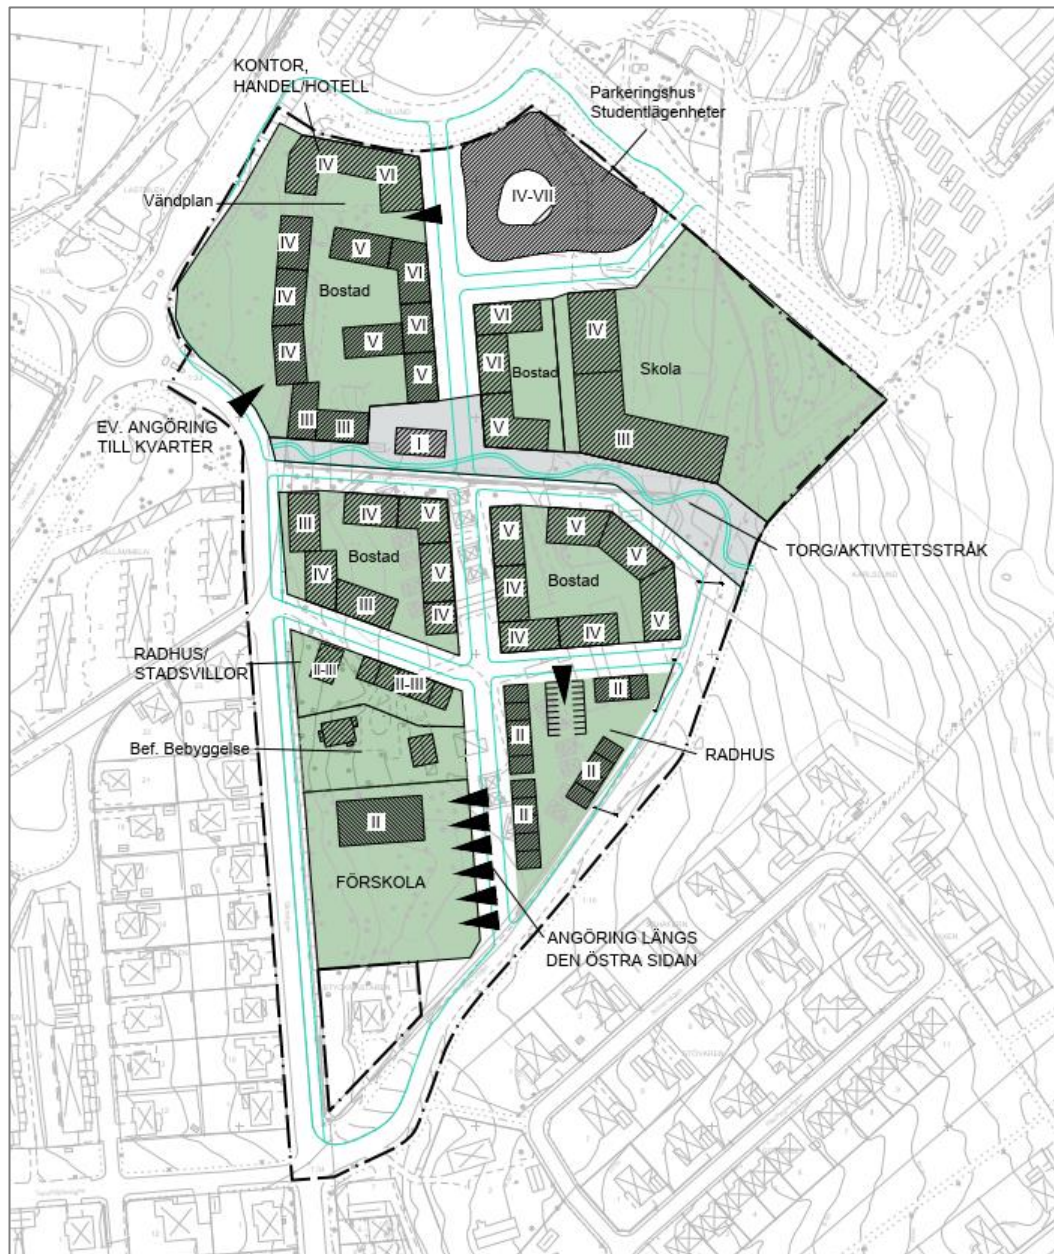 KONTOR,
HANDEL/HOTELL
Parkeringshus
Studentlägenheter
IV
VI
IV-VII
Vändplan
IV
V
VI
Bostad
IV
VI
VI
IV
V
VI
Bostad
Skola
IV
V
III
III
I
V
III
EV. ANGÖRING
TILL KVARTER
III
IV
V
V
V
V
TORG/AKTIVITETSSTRÅK
Bostad
IV
V
IV
Bostad
III
IV
V
IV
IV
RADHUS/
STADSVILLOR
II-III
II-III
II
Bef. Bebyggelse
II
RADHUS
II
II
II
FÖRSKOLA
ANGÖRING LÄNGS
DEN ÖSTRA SIDAN